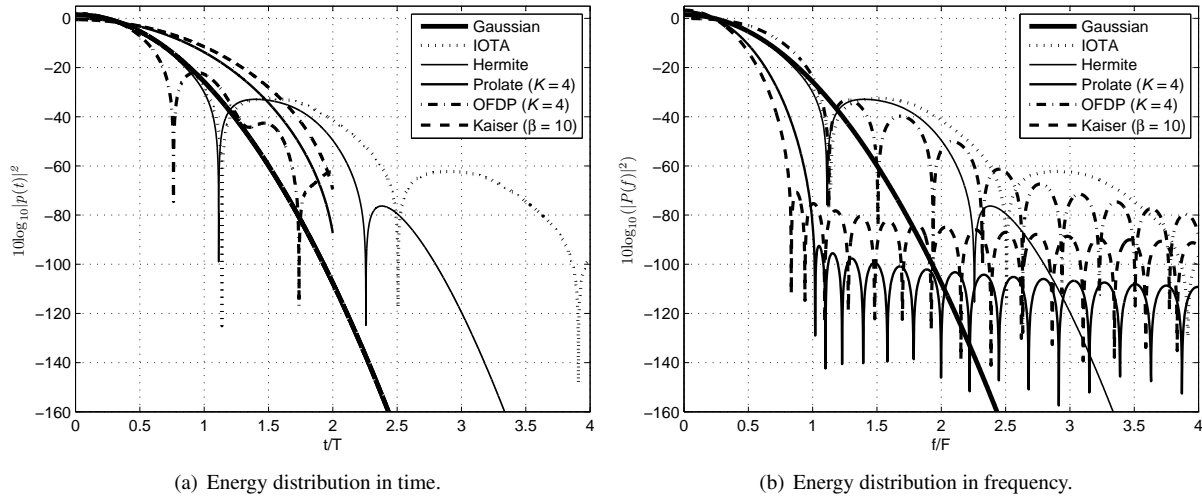 0
−20
−40
−60
−80
−100
−120
−140
−160
0 0.5 1 1.5 2 2.5 3 3.5 4
t/T
10log₁₀|p(t)|²
Gaussian
IOTA
Hermite
Prolate (K = 4)
OFDP (K = 4)
Kaiser (β = 10)
(a) Energy distribution in time.
0
−20
−40
−60
−80
−100
−120
−140
−160
0 0.5 1 1.5 2 2.5 3 3.5 4
f/F
10log₁₀(|P(f)|²)
Gaussian
IOTA
Hermite
Prolate (K = 4)
OFDP (K = 4)
Kaiser (β = 10)
(b) Energy distribution in frequency.